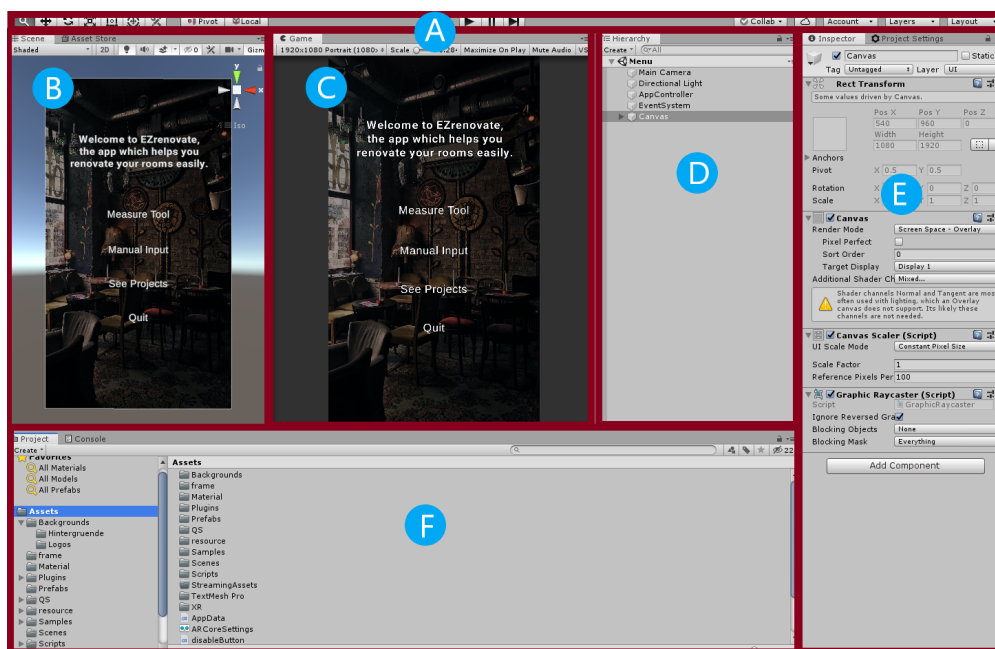 Pivot Local
A
Collab Account Layers Layout
Scene Asset Store
Shaded 2D Gizm
B
y
x
Iso
Welcome to EZrenovate,
the app which helps you
renovate your rooms easily.
Measure Tool
Manual Input
See Projects
Quit
Game
1920x1080 Portrait (1080x Scale Maximize On Play Mute Audio VS
C
Welcome to EZrenovate,
the app which helps you
renovate your rooms easily.
Measure Tool
Manual Input
See Projects
Quit
Hierarchy
Create All
Menu
Main Camera
Directional Light
AppController
EventSystem
Canvas
D
Inspector Project Settings
Canvas Static
Tag Untagged Layer UI
Rect Transform
Some values driven by Canvas.
Pos X Pos Y Pos Z
540 960 0
Width Height
1080 1920
Anchors
Pivot X 0.5 Y 0.5
Rotation X Y 0 Z 0
Scale X Y 1 Z 1
E
Canvas
Render Mode Screen Space - Overlay
Pixel Perfect
Sort Order 0
Target Display Display 1
Additional Shader Ch Mixed...
Shader channels Normal and Tangent are mos
often used with lighting, which an Overlay
canvas does not support. Its likely these
channels are not needed.
Canvas Scaler (Script)
UI Scale Mode Constant Pixel Size
Scale Factor 1
Reference Pixels Per 100
Graphic Raycaster (Script)
Script GraphicRaycaster
Ignore Reversed Gra
Blocking Objects None
Blocking Mask Everything
Add Component
Project Console
Create 22
Favorites
All Materials
All Models
All Prefabs
Assets
Backgrounds
Hintergruende
Logos
frame
Material
Plugins
Prefabs
QS
resource
Samples
Scenes
Scripts
Assets
Backgrounds
frame
Material
Plugins
Prefabs
QS
resource
Samples
Scenes
Scripts
StreamingAssets
TextMesh Pro
XR
AppData
ARCoreSettings
disableButton
F